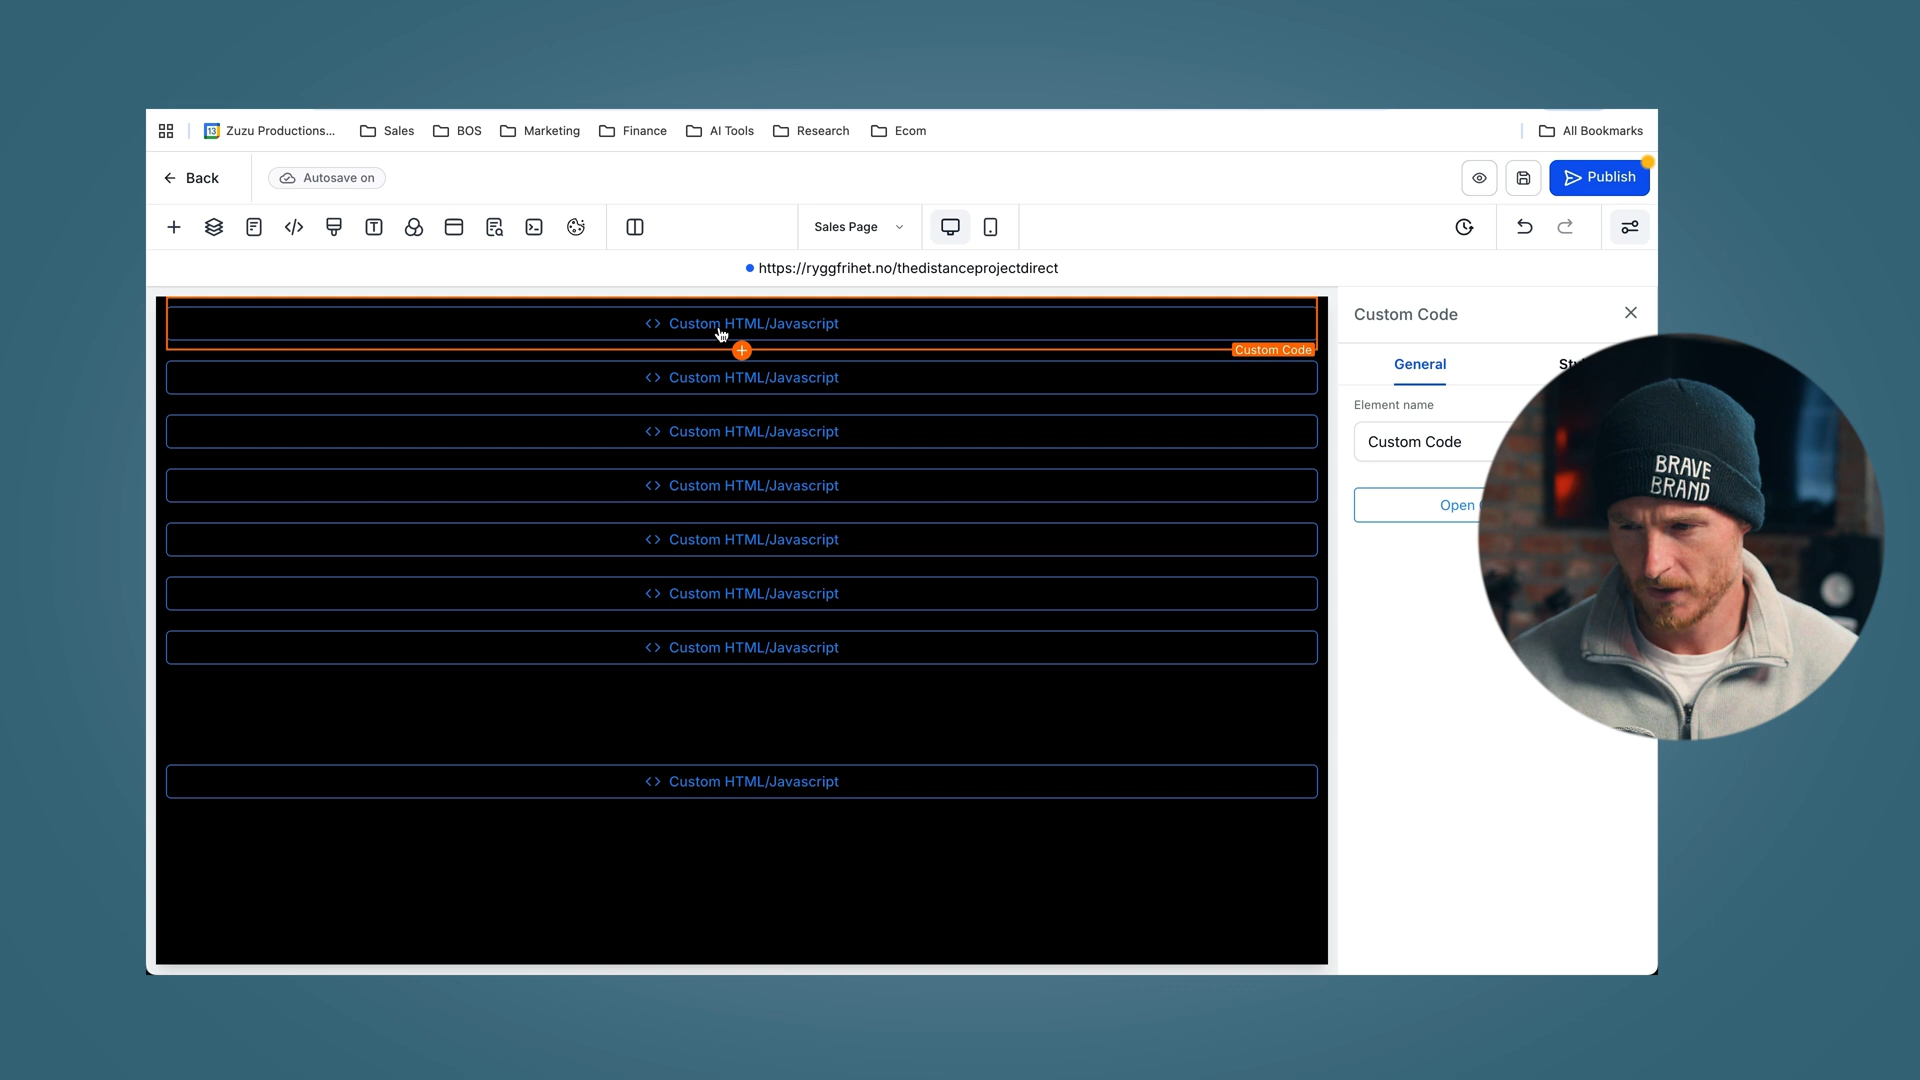 Zuzu Productions...
Sales
BOS
Marketing
Finance
AI Tools
Research
Ecom
All Bookmarks
Back
Autosave on
Publish
Sales Page
https://ryggfrihet.no/thedistanceprojectdirect
Custom HTML/Javascript
Custom Code
Custom HTML/Javascript
Custom HTML/Javascript
Custom HTML/Javascript
Custom HTML/Javascript
Custom HTML/Javascript
Custom HTML/Javascript
Custom HTML/Javascript
Custom Code
General
Element name
Custom Code
Open
BRAVE
BRAND